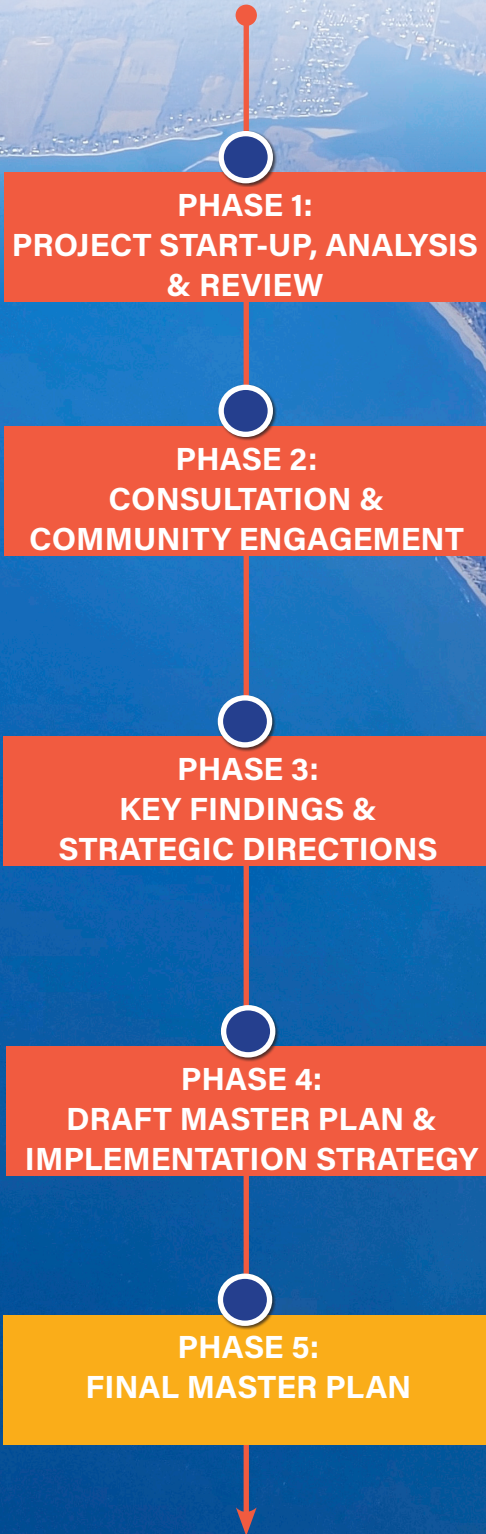 PHASE 1:
PROJECT START-UP, ANALYSIS
& REVIEW
PHASE 2:
CONSULTATION &
COMMUNITY ENGAGEMENT
PHASE 3:
KEY FINDINGS &
STRATEGIC DIRECTIONS
PHASE 4:
DRAFT MASTER PLAN &
IMPLEMENTATION STRATEGY
PHASE 5:
FINAL MASTER PLAN